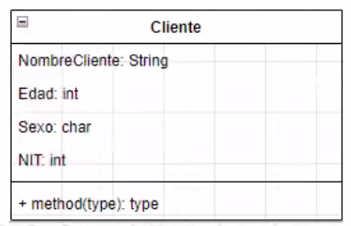 Cliente
NombreCliente: String
Edad: int
Sexo: char
NIT: int
+ method(type): type